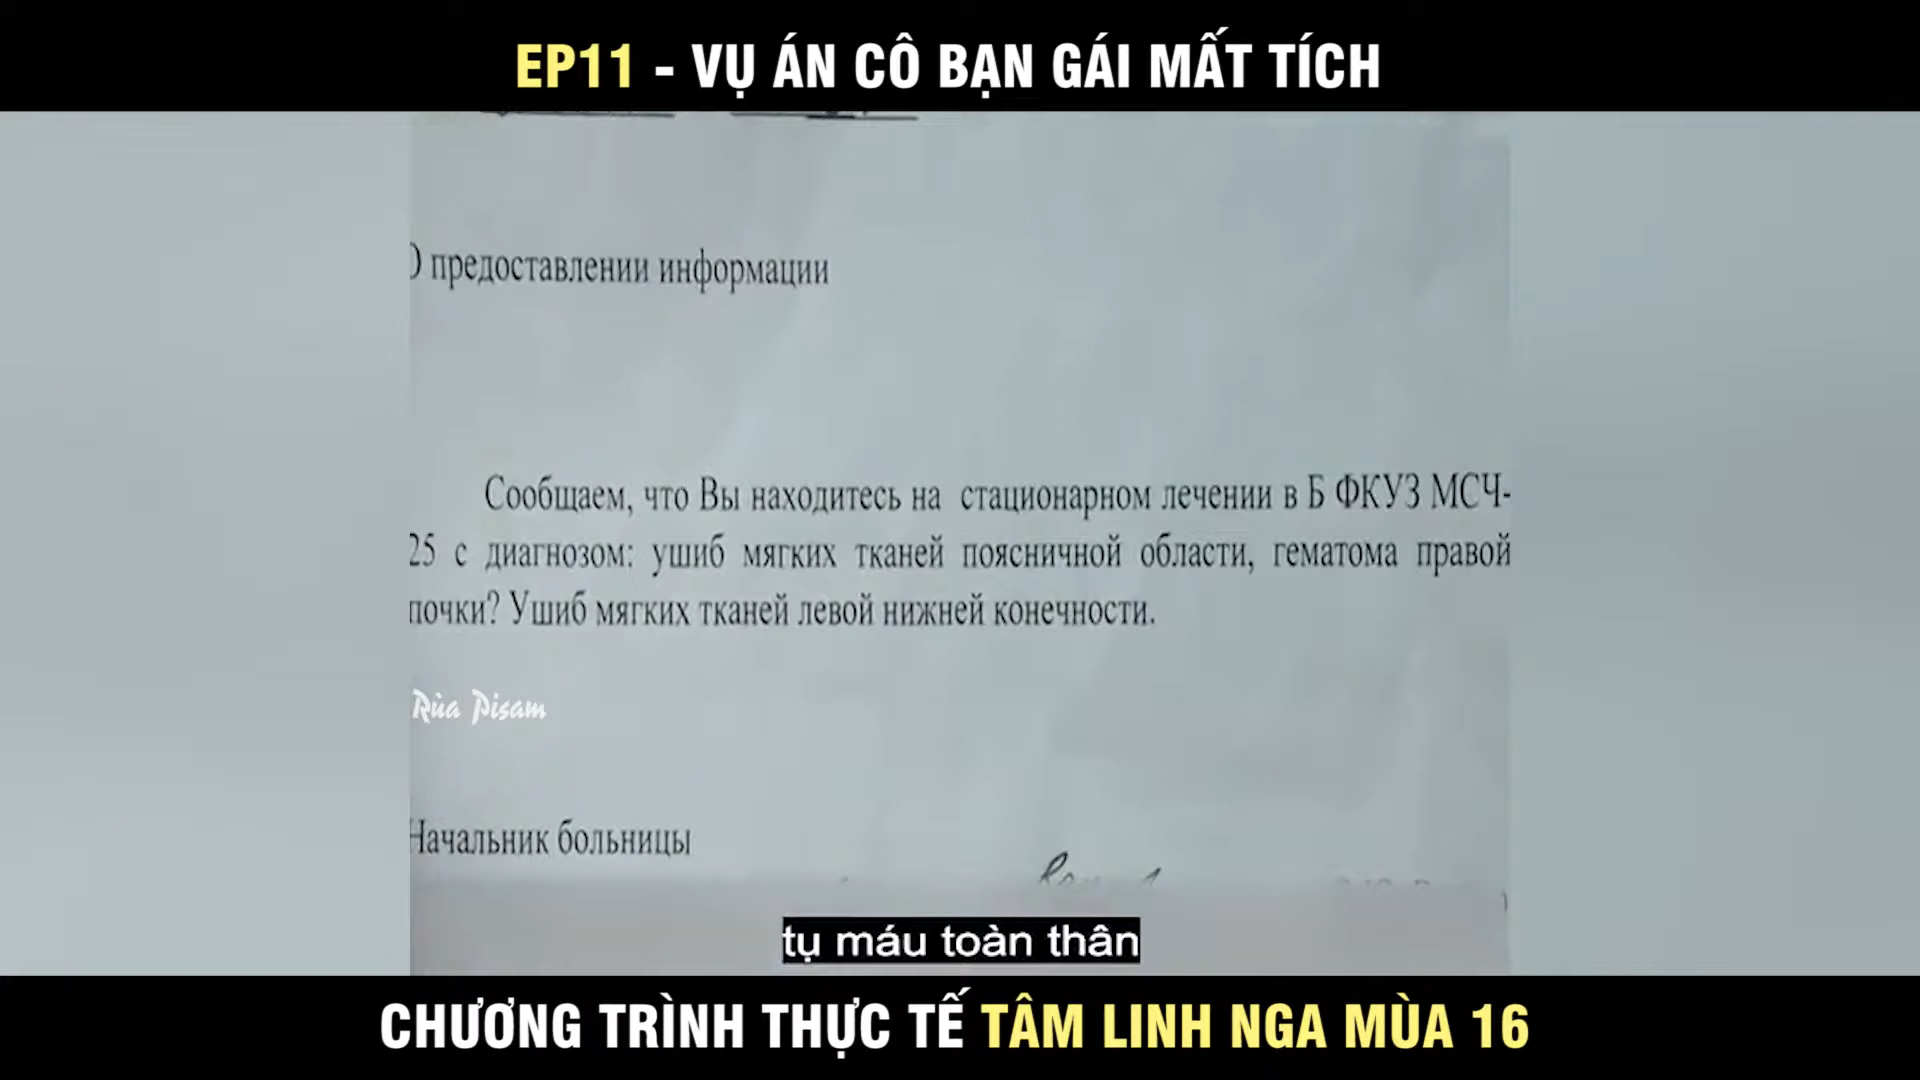 EP11 - VỤ ÁN CÔ BẠN GÁI MẤT TÍCH
О предоставлении информации
Сообщаем, что Вы находитесь на стационарном лечении в Б ФКУЗ МСЧ-
25 с диагнозом: ушиб мягких тканей поясничной области, гематома правой
почки? Ушиб мягких тканей левой нижней конечности.
Rùa Pisam
Начальник больницы
tụ máu toàn thân
CHƯƠNG TRÌNH THỰC TẾ TÂM LINH NGA MÙA 16